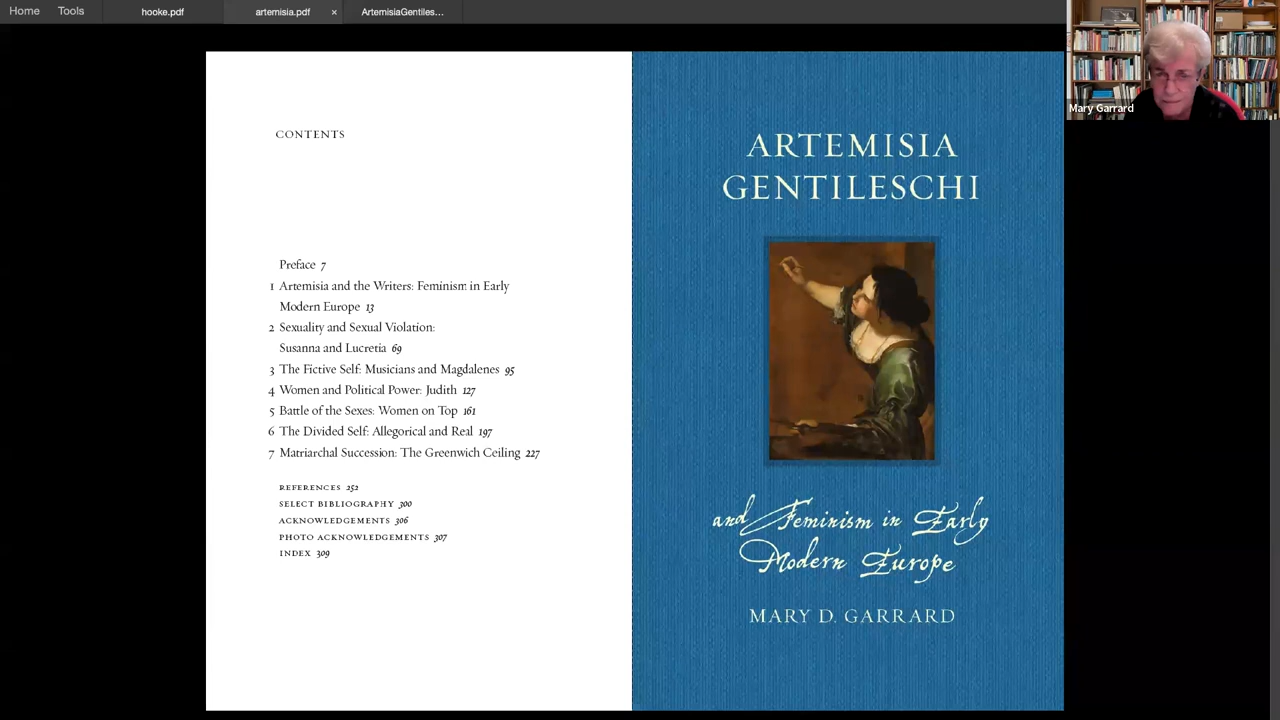 Home Tools hooke.pdf artemisia.pdf × ArtemisiaGentiles...
Mary Garrard
CONTENTS
Preface 7
1 Artemisia and the Writers: Feminism in Early
Modern Europe 13
2 Sexuality and Sexual Violation:
Susanna and Lucretia 69
3 The Fictive Self: Musicians and Magdalenes 95
4 Women and Political Power: Judith 127
5 Battle of the Sexes: Women on Top 161
6 The Divided Self: Allegorical and Real 197
7 Matriarchal Succession: The Greenwich Ceiling 227
REFERENCES 252
SELECT BIBLIOGRAPHY 300
ACKNOWLEDGEMENTS 306
PHOTO ACKNOWLEDGEMENTS 307
INDEX 309
ARTEMISIA
GENTILESCHI
and Feminism in Early
Modern Europe
MARY D. GARRARD